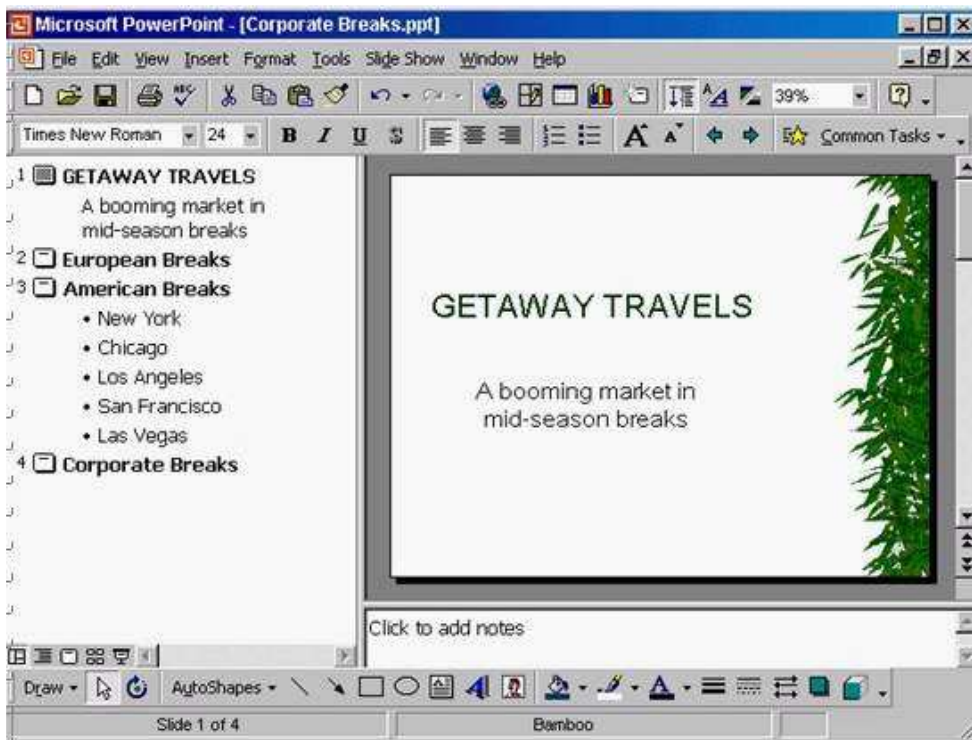 Microsoft PowerPoint - [Corporate Breaks.ppt]
File Edit View Insert Format Tools Slide Show Window Help
ABC A A 39% ?
Times New Roman 24 B I U S A A Common Tasks
1 GETAWAY TRAVELS
A booming market in
mid-season breaks
2 European Breaks
3 American Breaks
• New York
• Chicago
• Los Angeles
• San Francisco
• Las Vegas
4 Corporate Breaks
GETAWAY TRAVELS
A booming market in
mid-season breaks
Click to add notes
Draw AutoShapes A A
Slide 1 of 4 Bamboo